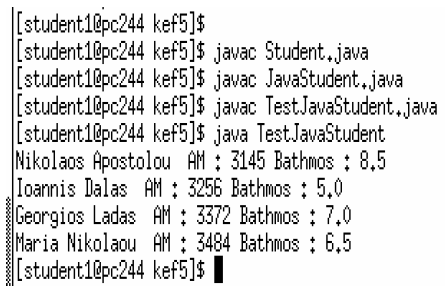 [student1@pc244 kef5]$
[student1@pc244 kef5]$ javac Student.java
[student1@pc244 kef5]$ javac JavaStudent.java
[student1@pc244 kef5]$ javac TestJavaStudent.java
[student1@pc244 kef5]$ java TestJavaStudent
Nikolaos Apostolou  AM : 3145 Bathmos : 8.5
Ioannis Dalas  AM : 3256 Bathmos : 5.0
Georgios Ladas  AM : 3372 Bathmos : 7.0
Maria Nikolaou  AM : 3484 Bathmos : 6.5
[student1@pc244 kef5]$